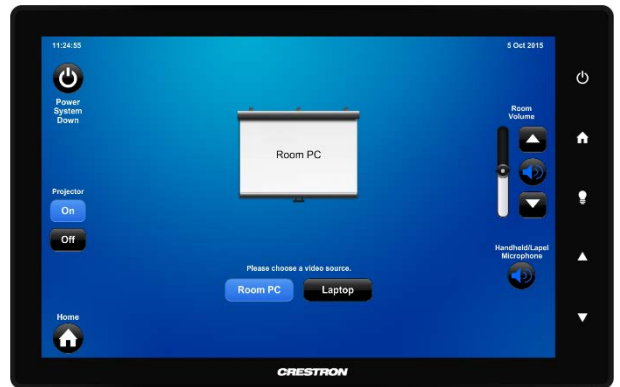 11:24:55
5 Oct 2015
Power
System
Down
Room
Volume
Room PC
Projector
On
Off
Handheld/Lapel
Microphone
Please choose a video source.
Room PC
Laptop
Home
CRESTRON